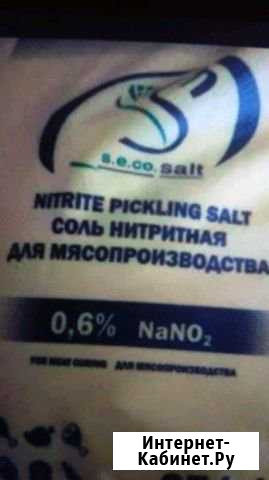 s.e.co. salt
NITRITE PICKLING SALT
СОЛЬ НИТРИТНАЯ
ДЛЯ МЯСОПРОИЗВОДСТВА
0,6% NaNO₂
FOR MEAT CURING ДЛЯ МЯСОПРОИЗВОДСТВА
Интернет-
Кабинет.Ру